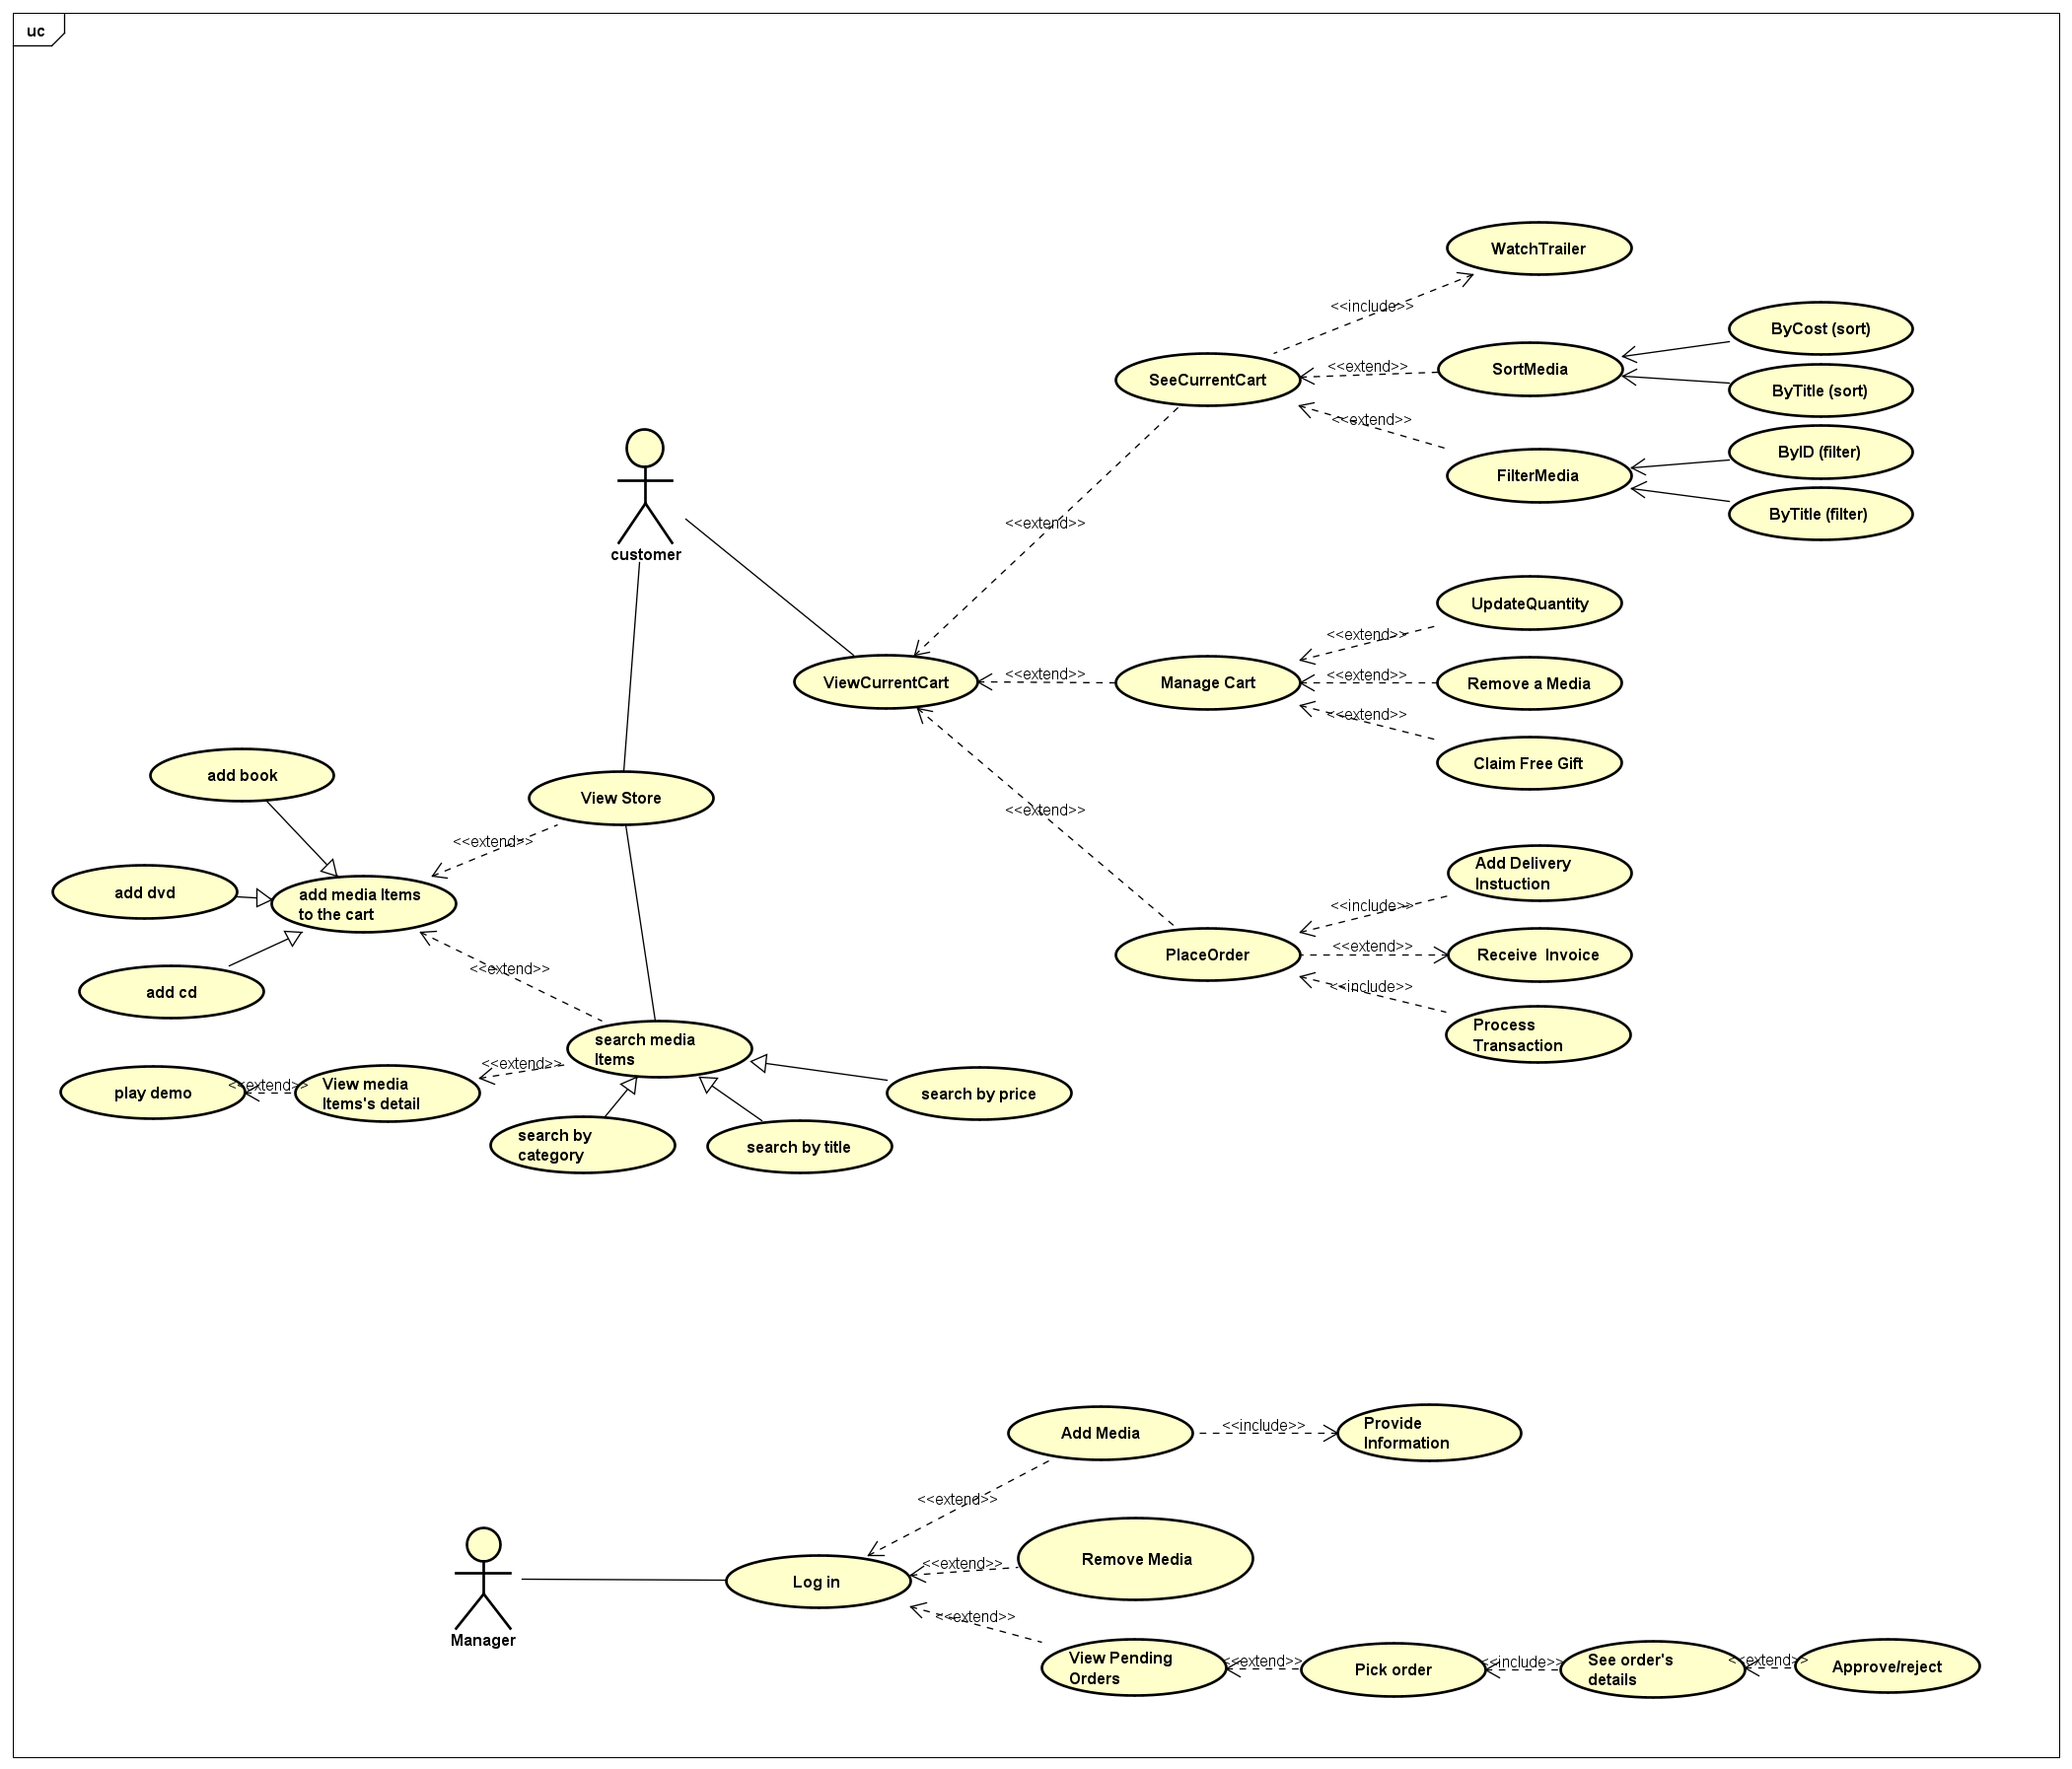 uc
WatchTrailer
<<include>>
ByCost (sort)
SeeCurrentCart
<<extend>>
SortMedia
ByTitle (sort)
<<extend>>
ByID (filter)
FilterMedia
ByTitle (filter)
customer
<<extend>>
UpdateQuantity
<<extend>>
ViewCurrentCart
<<extend>>
Manage Cart
<<extend>>
Remove a Media
<<extend>>
Claim Free Gift
add book
View Store
<<extend>>
<<extend>>
add dvd
add media Items
to the cart
Add Delivery
Instuction
<<include>>
<<extend>>
PlaceOrder
<<extend>>
Receive  Invoice
add cd
<<include>>
Process
Transaction
search media
Items
<<extend>>
play demo
<<extend>>
View media
Items's detail
search by price
search by
category
search by title
Add Media
<<include>>
Provide
Information
<<extend>>
Manager
Log in
<<extend>>
Remove Media
<<extend>>
View Pending
Orders
<<extend>>
Pick order
<<include>>
See order's
details
<<extend>>
Approve/reject